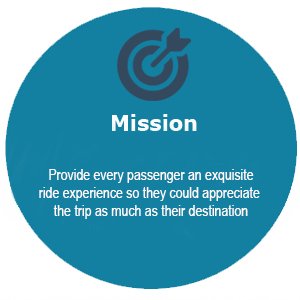 Mission
Provide every passenger an exquisite
ride experience so they could appreciate
the trip as much as their destination